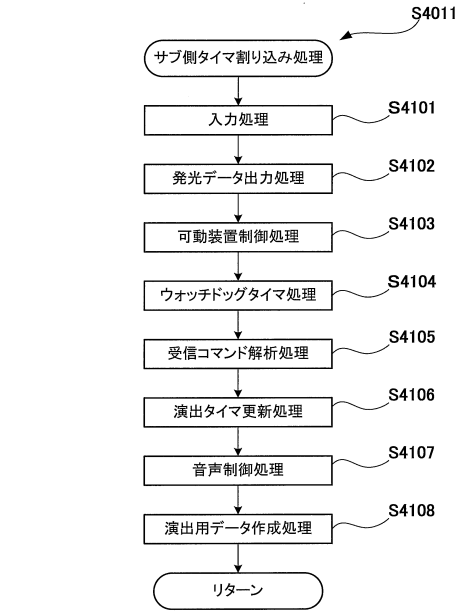 S4011
サブ側タイマ割り込み処理
入力処理
S4101
発光データ出力処理
S4102
可動装置制御処理
S4103
ウォッチドッグタイマ処理
S4104
受信コマンド解析処理
S4105
演出タイマ更新処理
S4106
音声制御処理
S4107
演出用データ作成処理
S4108
リターン